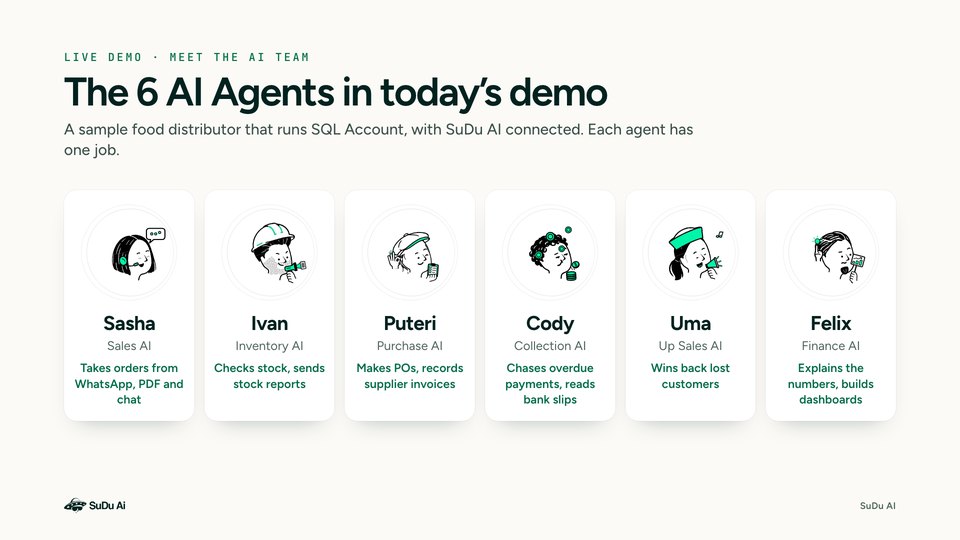 LIVE DEMO · MEET THE AI TEAM
The 6 AI Agents in today’s demo
A sample food distributor that runs SQL Account, with SuDu AI connected. Each agent has
one job.
Sasha
Sales AI
Takes orders from
WhatsApp, PDF and
chat
Ivan
Inventory AI
Checks stock, sends
stock reports
Puteri
Purchase AI
Makes POs, records
supplier invoices
Cody
Collection AI
Chases overdue
payments, reads
bank slips
Uma
Up Sales AI
Wins back lost
customers
Felix
Finance AI
Explains the
numbers, builds
dashboards
SuDu Ai
SuDu AI